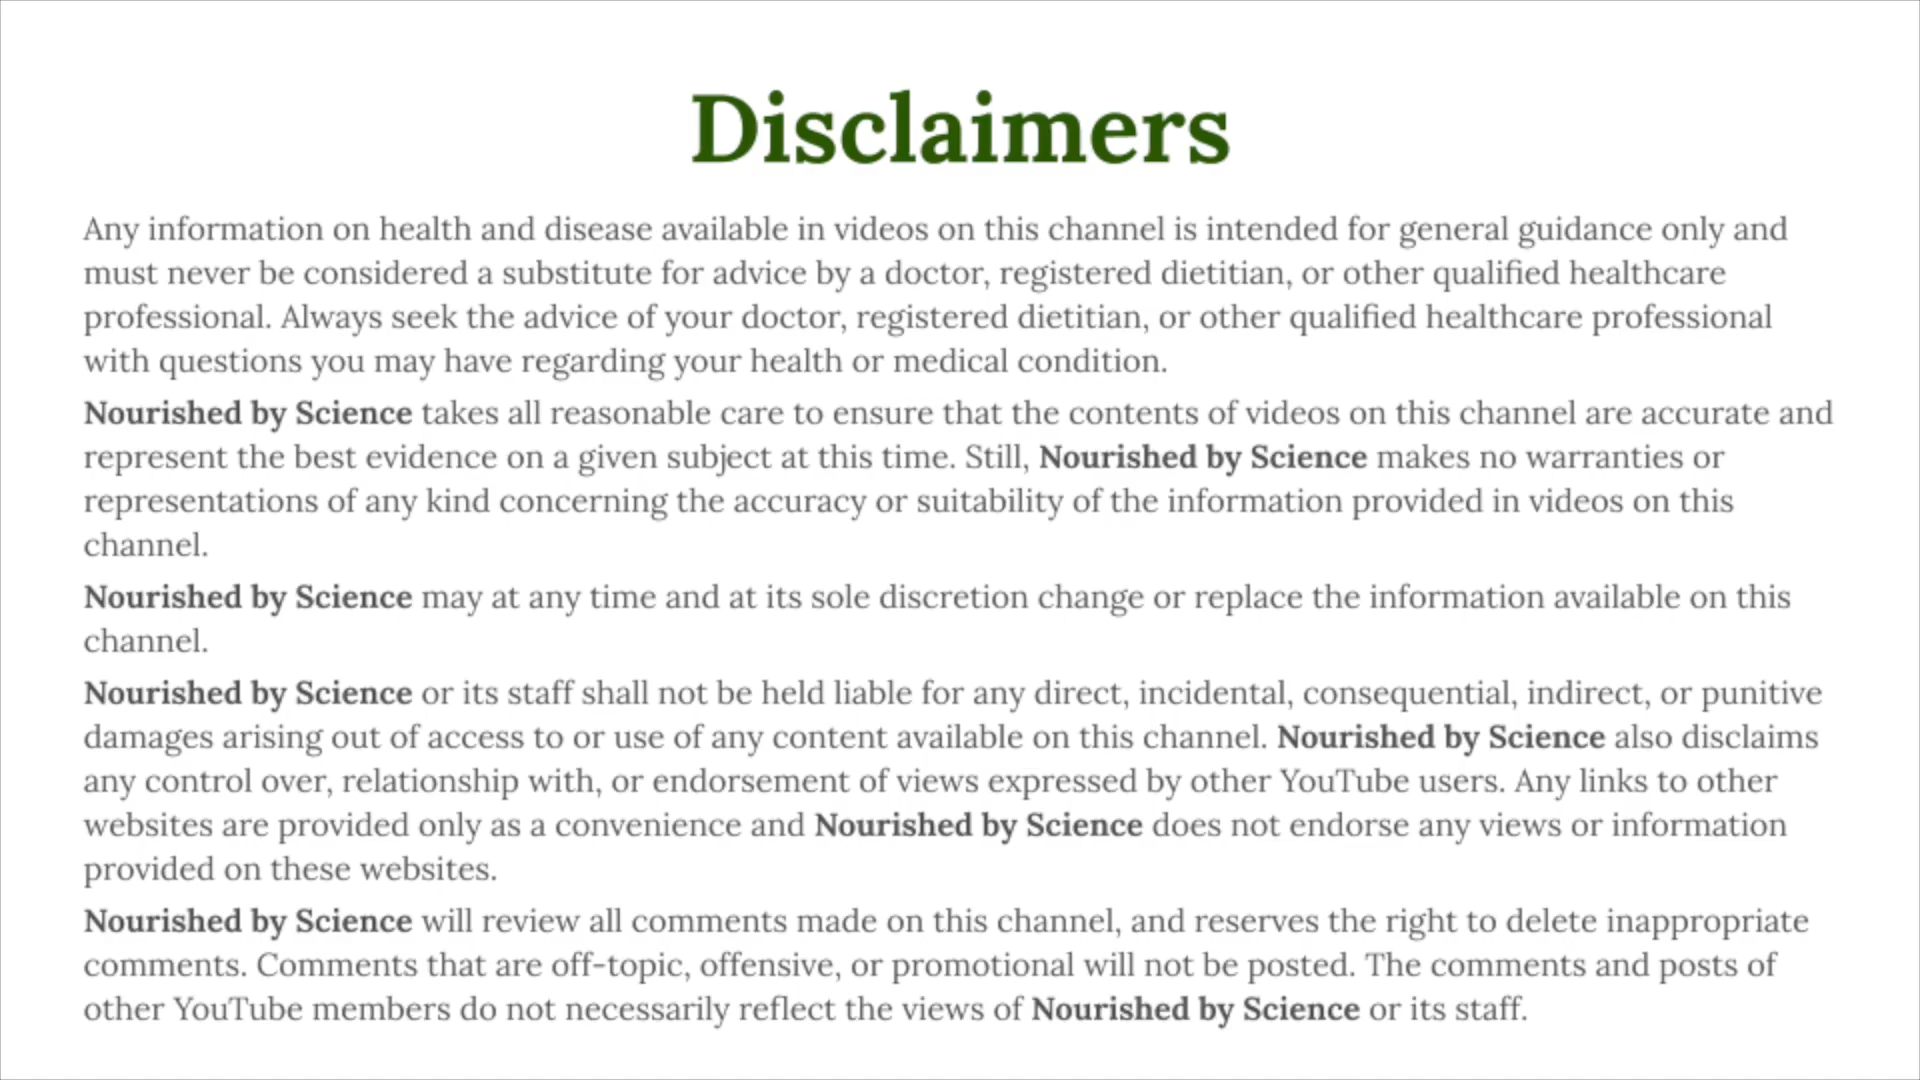 Disclaimers
Any information on health and disease available in videos on this channel is intended for general guidance only and
must never be considered a substitute for advice by a doctor, registered dietitian, or other qualified healthcare
professional. Always seek the advice of your doctor, registered dietitian, or other qualified healthcare professional
with questions you may have regarding your health or medical condition.
Nourished by Science takes all reasonable care to ensure that the contents of videos on this channel are accurate and
represent the best evidence on a given subject at this time. Still, Nourished by Science makes no warranties or
representations of any kind concerning the accuracy or suitability of the information provided in videos on this
channel.
Nourished by Science may at any time and at its sole discretion change or replace the information available on this
channel.
Nourished by Science or its staff shall not be held liable for any direct, incidental, consequential, indirect, or punitive
damages arising out of access to or use of any content available on this channel. Nourished by Science also disclaims
any control over, relationship with, or endorsement of views expressed by other YouTube users. Any links to other
websites are provided only as a convenience and Nourished by Science does not endorse any views or information
provided on these websites.
Nourished by Science will review all comments made on this channel, and reserves the right to delete inappropriate
comments. Comments that are off-topic, offensive, or promotional will not be posted. The comments and posts of
other YouTube members do not necessarily reflect the views of Nourished by Science or its staff.